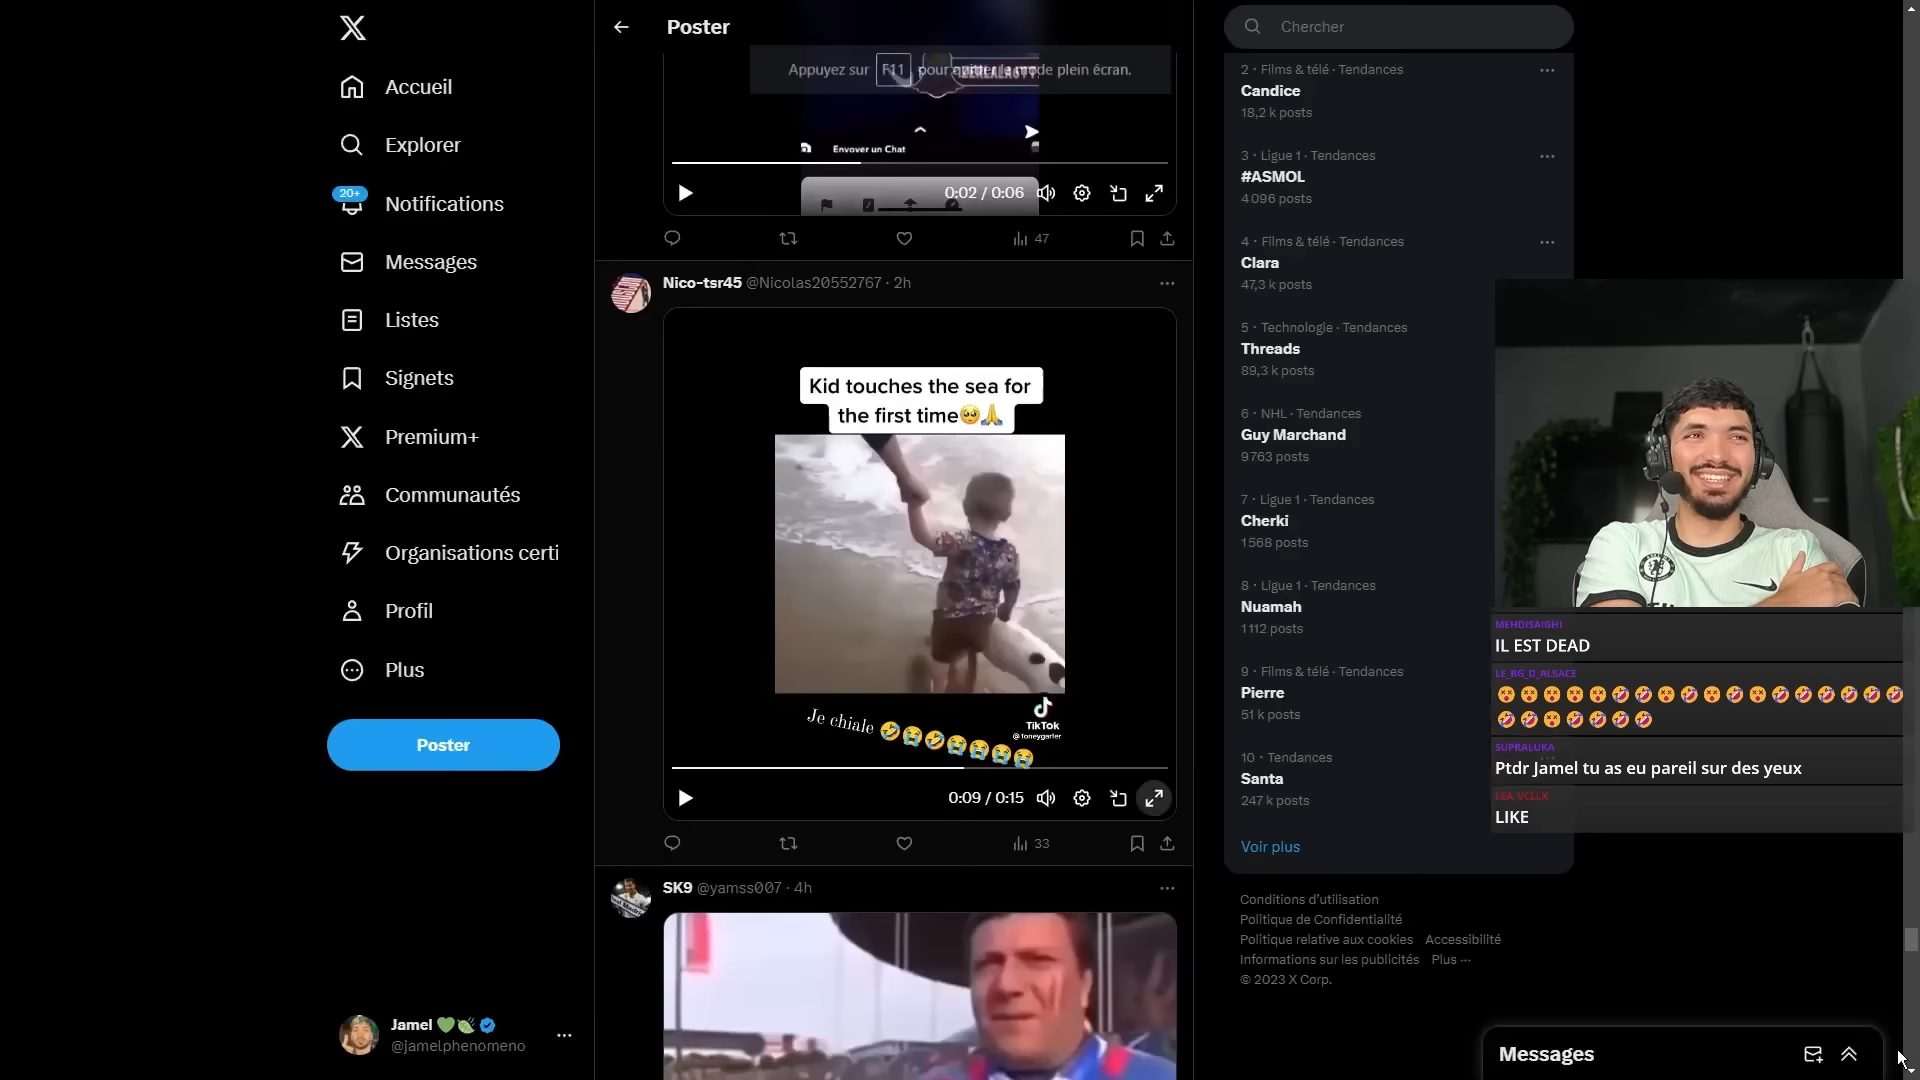 Accueil
Explorer
20+
Notifications
Messages
Listes
Signets
Premium+
Communautés
Organisations certi
Profil
Plus
Poster
Jamel
@jamelphenomeno
Poster
Appuyez sur F11 pour quitter le mode plein écran.
Envoyer un Chat
0:02 / 0:06
47
Nico-tsr45 @Nicolas20552767 · 2h
Kid touches the sea for
the first time🥺🙏
Je chiale 🤣😭🤣😭😭😭😭
TikTok
@toneygarter
0:09 / 0:15
33
SK9 @yamss007 · 4h
Chercher
2 · Films & télé · Tendances
Candice
18,2 k posts
3 · Ligue 1 · Tendances
#ASMOL
4 096 posts
4 · Films & télé · Tendances
Clara
47,3 k posts
5 · Technologie · Tendances
Threads
89,3 k posts
6 · NHL · Tendances
Guy Marchand
9 763 posts
7 · Ligue 1 · Tendances
Cherki
1 568 posts
8 · Ligue 1 · Tendances
Nuamah
1 112 posts
9 · Films & télé · Tendances
Pierre
51 k posts
10 · Tendances
Santa
247 k posts
Voir plus
Conditions d'utilisation
Politique de Confidentialité
Politique relative aux cookies Accessibilité
Informations sur les publicités Plus ···
© 2023 X Corp.
MEHDISAIGHI
IL EST DEAD
LE_BG_D_ALSACE
SUPRALUKA
Ptdr Jamel tu as eu pareil sur des yeux
LEA_VCLLX
LIKE
Messages